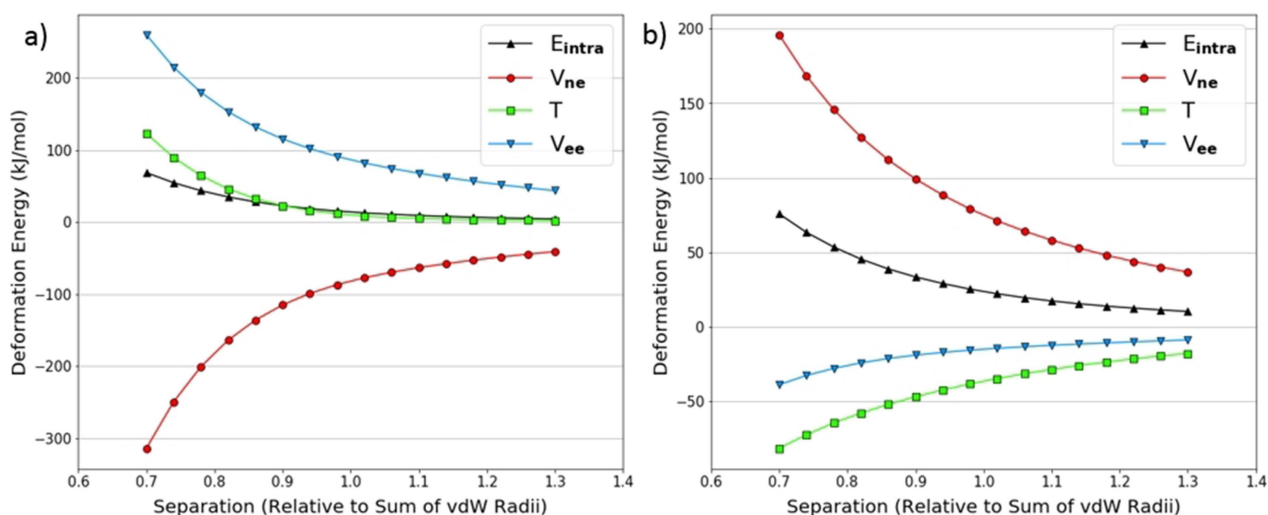 a)
Deformation Energy (kJ/mol)
200
100
0
−100
−200
−300
E_intra
V_ne
T
V_ee
0.6 0.7 0.8 0.9 1.0 1.1 1.2 1.3 1.4
Separation (Relative to Sum of vdW Radii)
b)
Deformation Energy (kJ/mol)
200
150
100
50
0
−50
E_intra
V_ne
T
V_ee
0.6 0.7 0.8 0.9 1.0 1.1 1.2 1.3 1.4
Separation (Relative to Sum of vdW Radii)